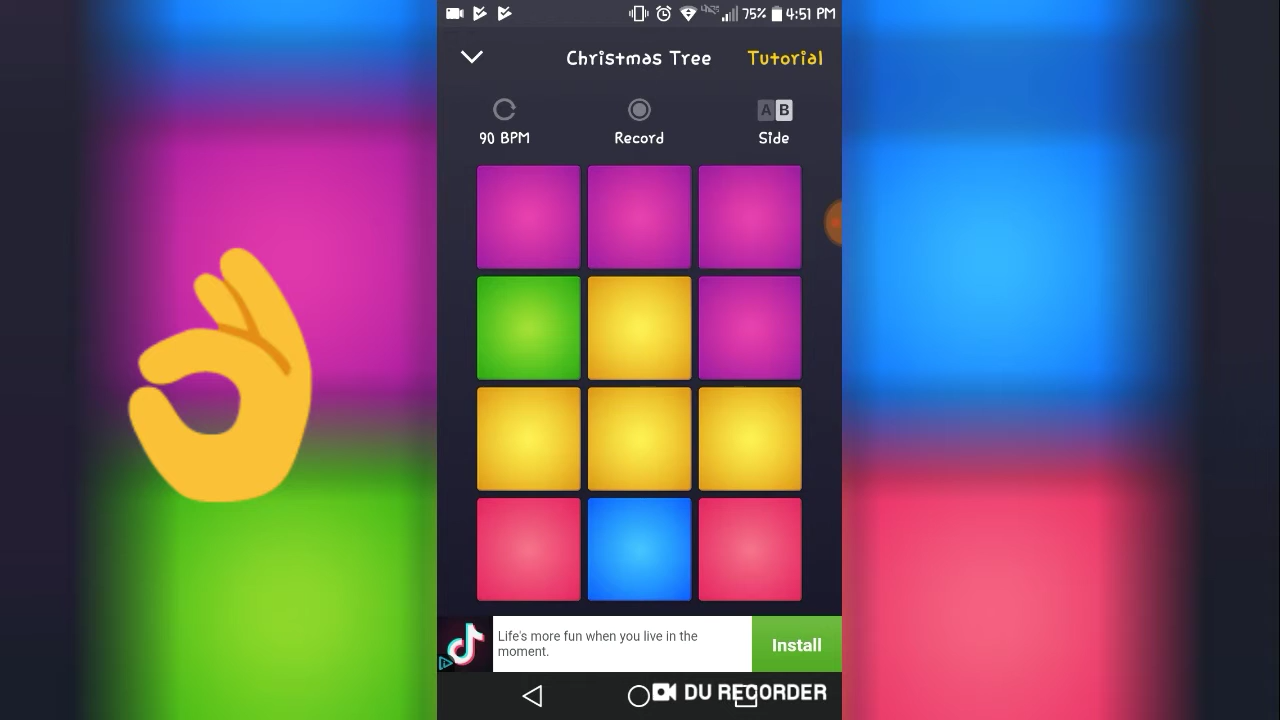 75% 4:51 PM
Christmas Tree Tutorial
A B
90 BPM Record Side
Life's more fun when you live in the
moment.
Install
DU RECORDER